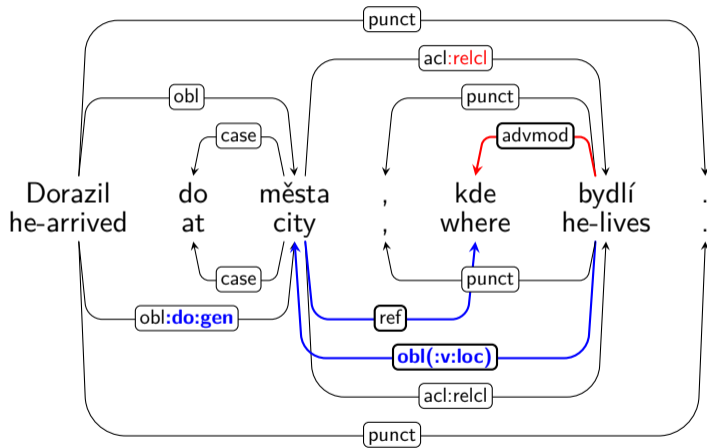 punct
acl:relcl
obl
punct
case
advmod
Dorazil do města , kde bydlí .
he-arrived at city , where he-lives .
case
punct
obl:do:gen
ref
obl(:v:loc)
acl:relcl
punct